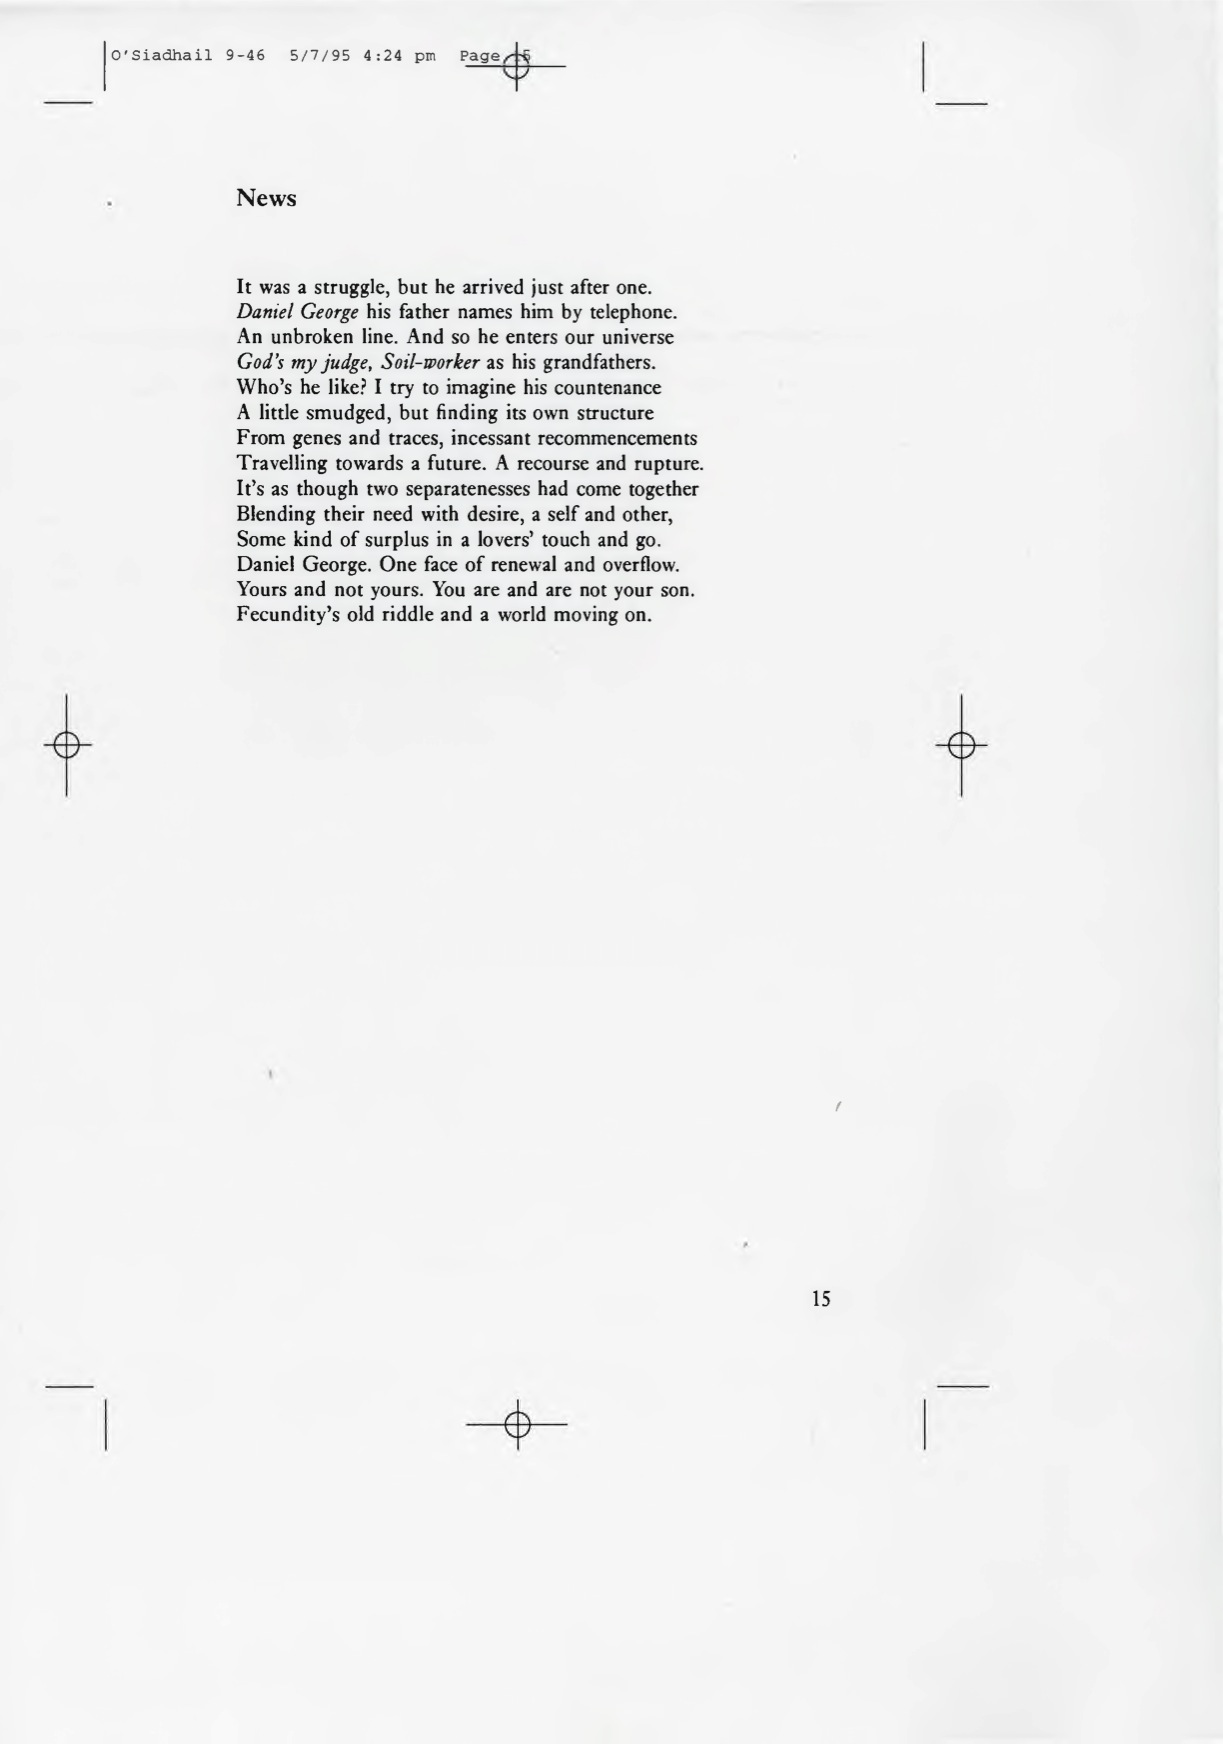 O'Siadhail 9-46 5/7/95 4:24 pm Page
News
It was a struggle, but he arrived just after one.
Daniel George his father names him by telephone.
An unbroken line. And so he enters our universe
God's my judge, Soil-worker as his grandfathers.
Who's he like? I try to imagine his countenance
A little smudged, but finding its own structure
From genes and traces, incessant recommencements
Travelling towards a future. A recourse and rupture.
It's as though two separatenesses had come together
Blending their need with desire, a self and other,
Some kind of surplus in a lovers' touch and go.
Daniel George. One face of renewal and overflow.
Yours and not yours. You are and are not your son.
Fecundity's old riddle and a world moving on.
15